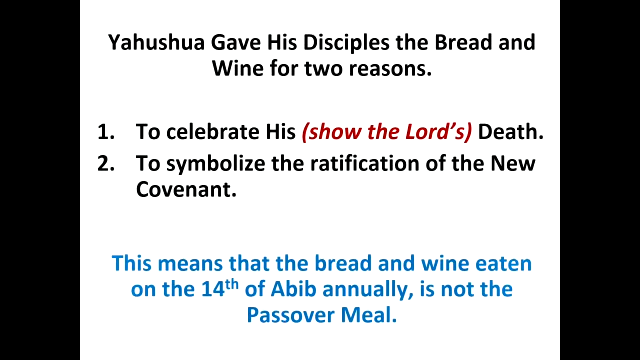 Yahushua Gave His Disciples the Bread and
Wine for two reasons.
1. To celebrate His (show the Lord's) Death.
2. To symbolize the ratification of the New
Covenant.
This means that the bread and wine eaten
on the 14th of Abib annually, is not the
Passover Meal.